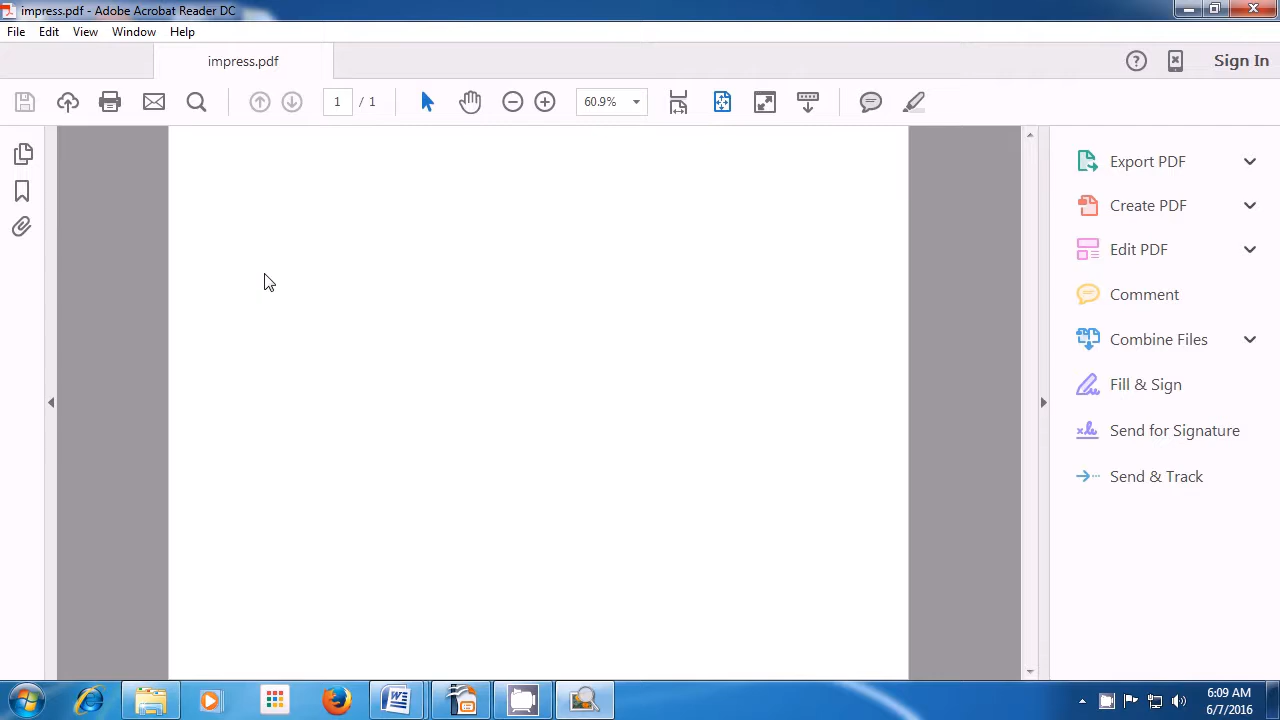 impress.pdf - Adobe Acrobat Reader DC
File Edit View Window Help
impress.pdf
Sign In
1 / 1
60.9%
Export PDF
Create PDF
Edit PDF
Comment
Combine Files
Fill & Sign
Send for Signature
Send & Track
6:09 AM
6/7/2016